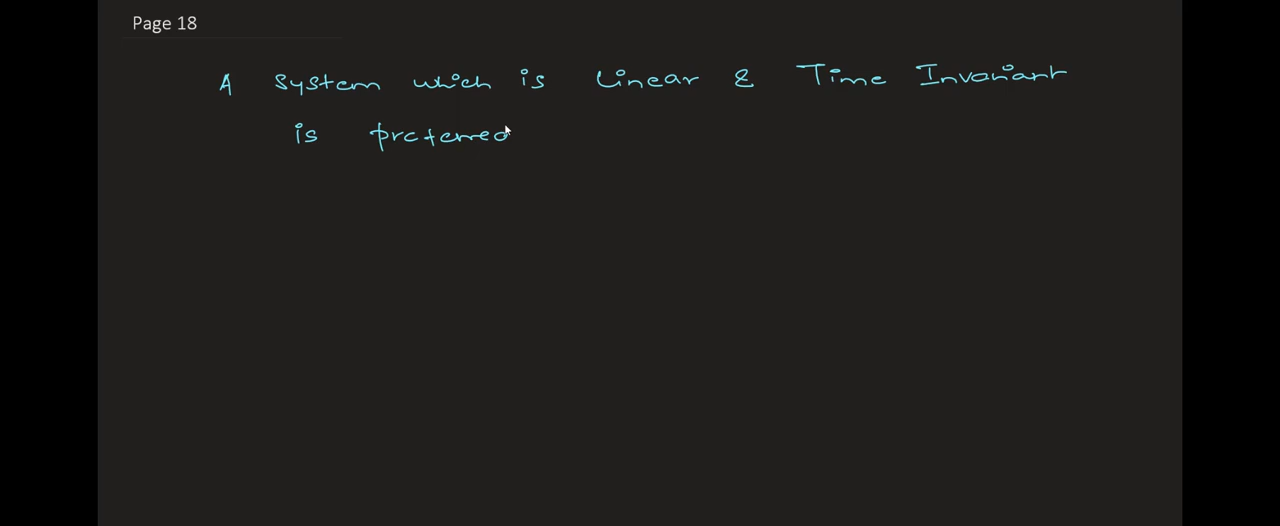 Page 18
A system which is Linear & Time Invariant
is preferred